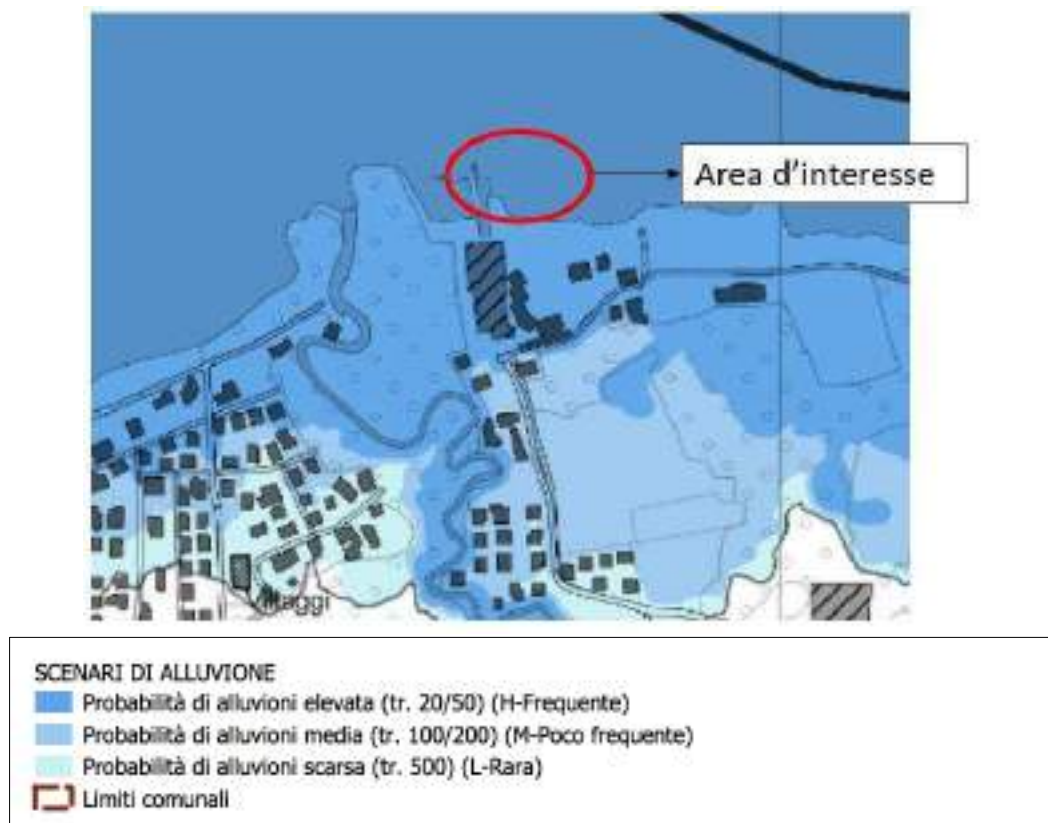 Area d'interesse
SCENARI DI ALLUVIONE
Probabilità di alluvioni elevata (tr. 20/50) (H-Frequente)
Probabilità di alluvioni media (tr. 100/200) (M-Poco frequente)
Probabilità di alluvioni scarsa (tr. 500) (L-Rara)
Limiti comunali